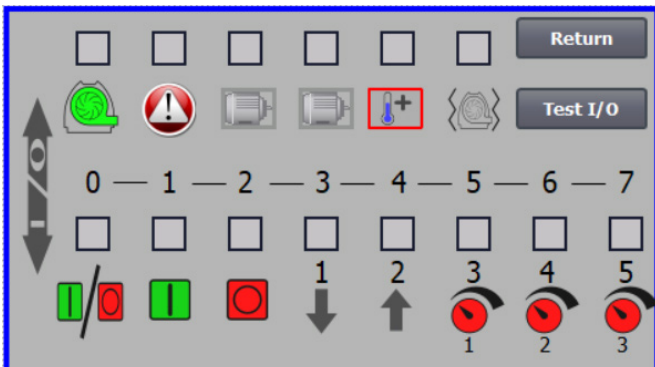 Return
Test I/O
I/O
0 — 1 — 2 — 3 — 4 — 5 — 6 — 7
1 2 3 4 5
1 2 3